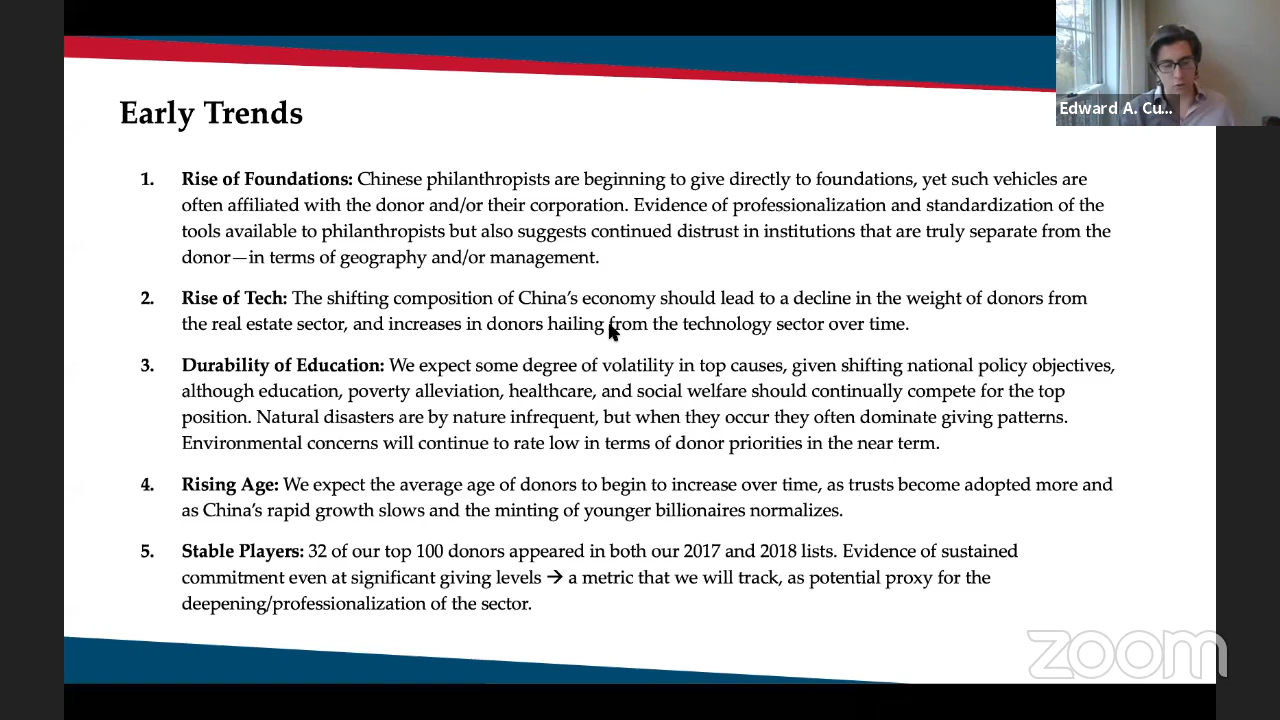 Edward A. Cu...
Early Trends
1. Rise of Foundations: Chinese philanthropists are beginning to give directly to foundations, yet such vehicles are
often affiliated with the donor and/or their corporation. Evidence of professionalization and standardization of the
tools available to philanthropists but also suggests continued distrust in institutions that are truly separate from the
donor—in terms of geography and/or management.
2. Rise of Tech: The shifting composition of China’s economy should lead to a decline in the weight of donors from
the real estate sector, and increases in donors hailing from the technology sector over time.
3. Durability of Education: We expect some degree of volatility in top causes, given shifting national policy objectives,
although education, poverty alleviation, healthcare, and social welfare should continually compete for the top
position. Natural disasters are by nature infrequent, but when they occur they often dominate giving patterns.
Environmental concerns will continue to rate low in terms of donor priorities in the near term.
4. Rising Age: We expect the average age of donors to begin to increase over time, as trusts become adopted more and
as China’s rapid growth slows and the minting of younger billionaires normalizes.
5. Stable Players: 32 of our top 100 donors appeared in both our 2017 and 2018 lists. Evidence of sustained
commitment even at significant giving levels → a metric that we will track, as potential proxy for the
deepening/professionalization of the sector.
zoom